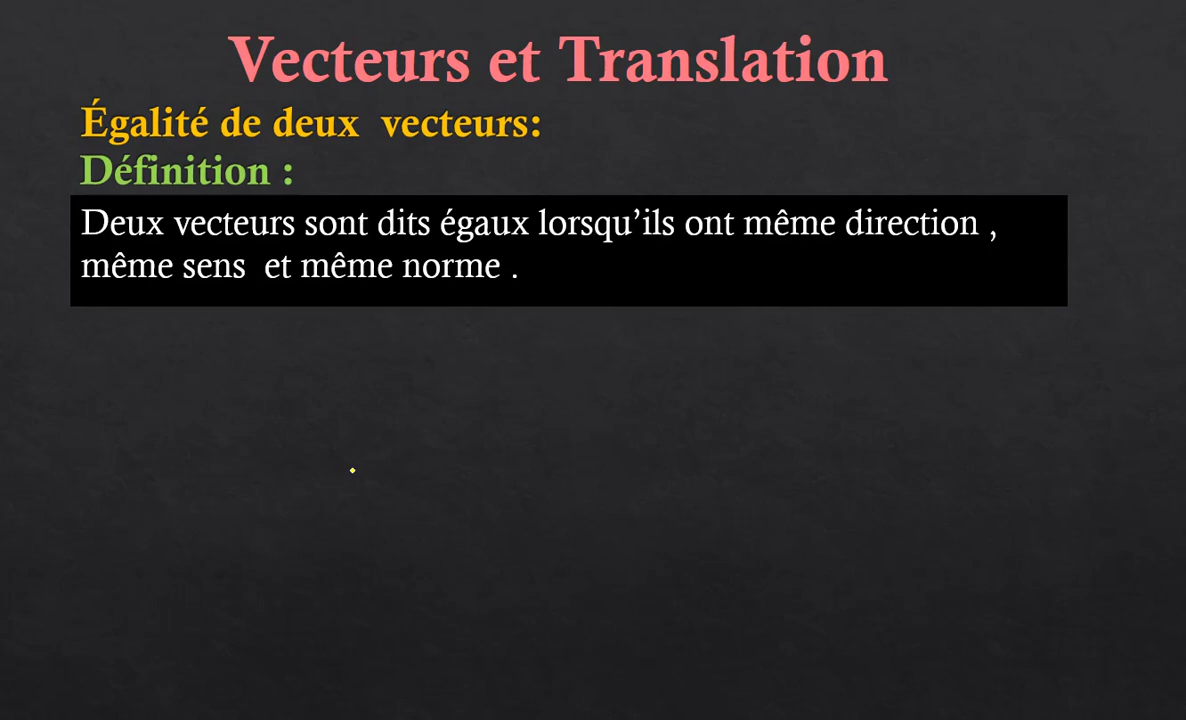 Vecteurs et Translation
Égalité de deux vecteurs:
Définition :
Deux vecteurs sont dits égaux lorsqu’ils ont même direction ,
même sens et même norme .